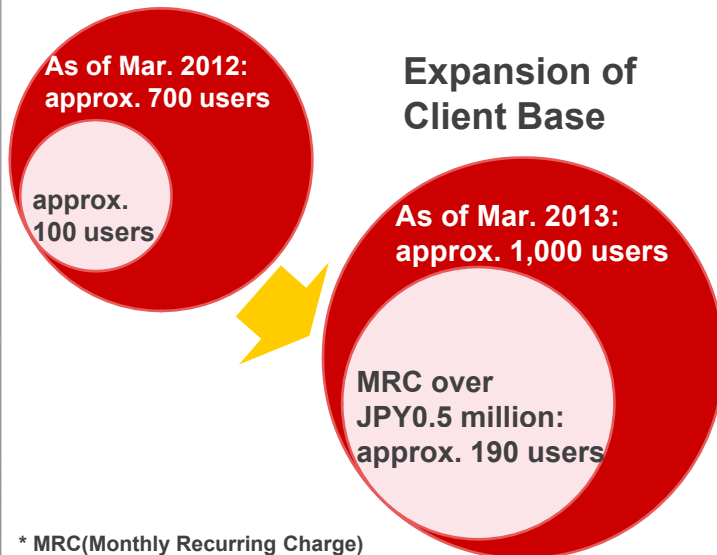 As of Mar. 2012:
approx. 700 users
approx.
100 users
Expansion of
Client Base
As of Mar. 2013:
approx. 1,000 users
MRC over
JPY0.5 million:
approx. 190 users
* MRC(Monthly Recurring Charge)